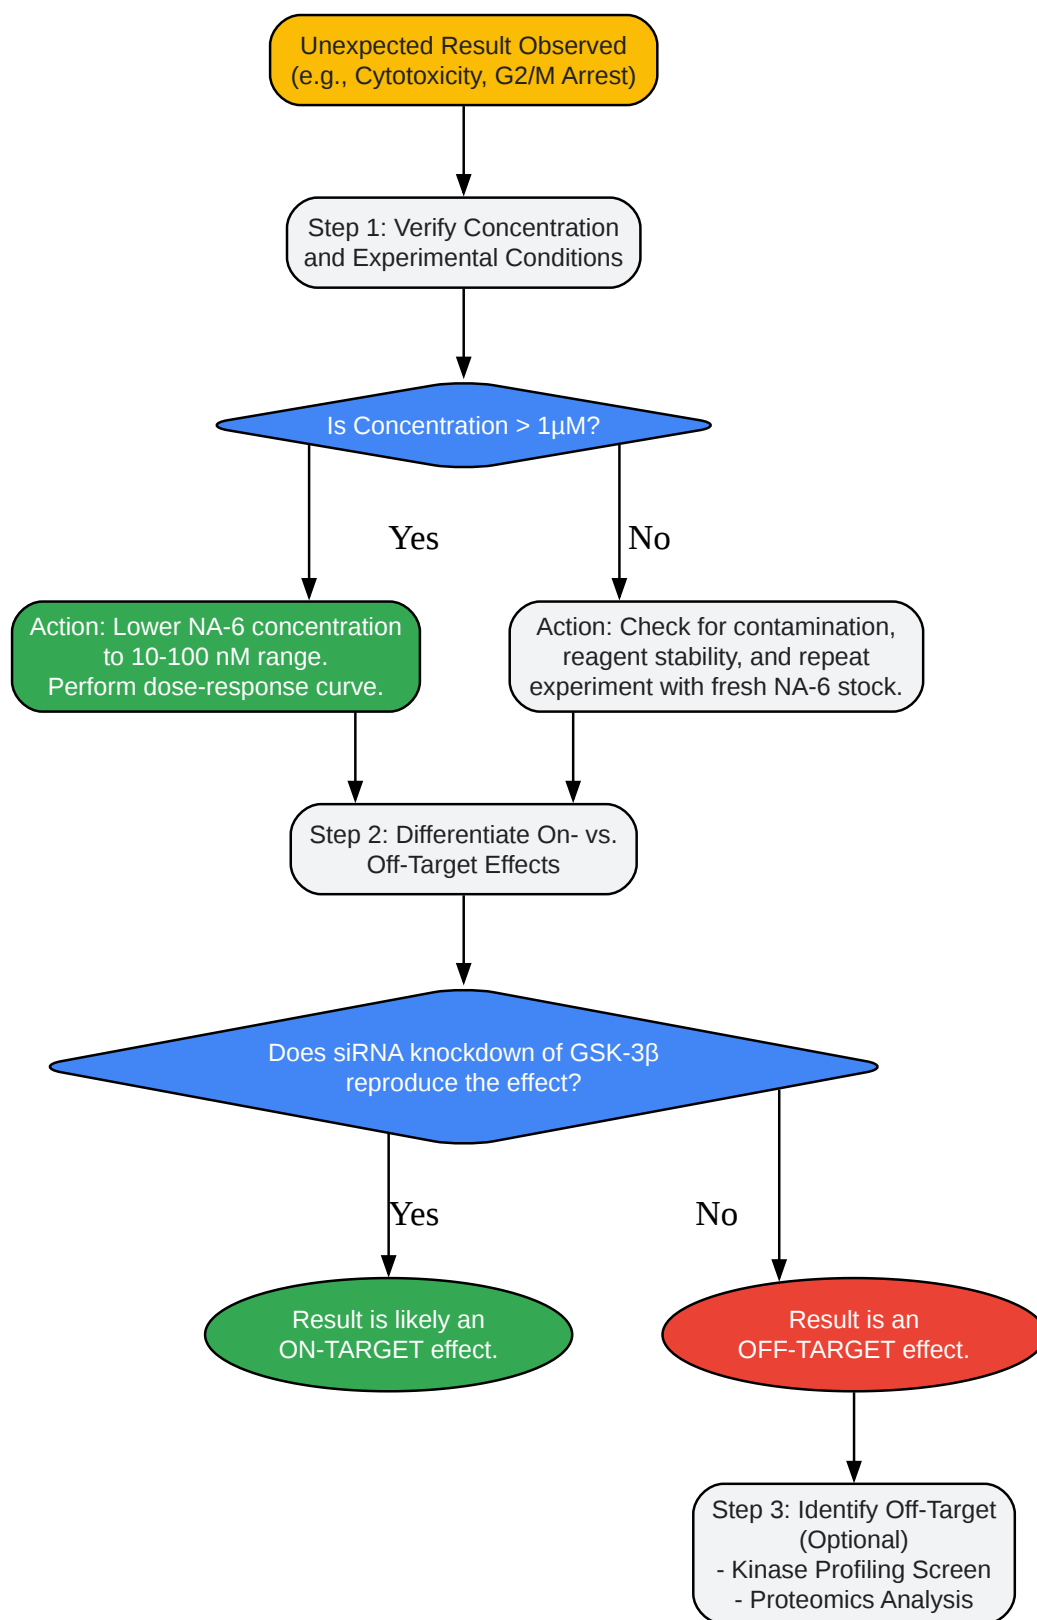 Unexpected Result Observed
(e.g., Cytotoxicity, G2/M Arrest)
Step 1: Verify Concentration
and Experimental Conditions
Is Concentration > 1µM?
Yes
No
Action: Lower NA-6 concentration
to 10-100 nM range.
Perform dose-response curve.
Action: Check for contamination,
reagent stability, and repeat
experiment with fresh NA-6 stock.
Step 2: Differentiate On- vs.
Off-Target Effects
Does siRNA knockdown of GSK-3β
reproduce the effect?
Yes
No
Result is likely an
ON-TARGET effect.
Result is an
OFF-TARGET effect.
Step 3: Identify Off-Target
(Optional)
- Kinase Profiling Screen
- Proteomics Analysis